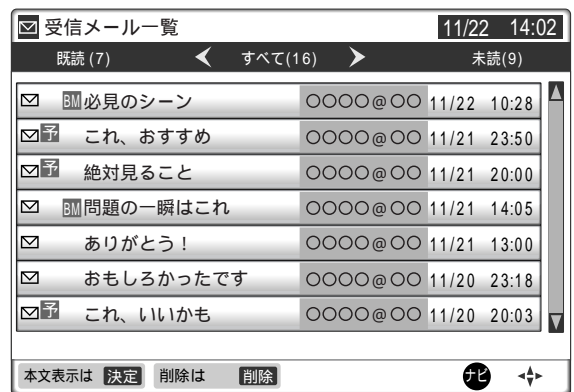 受信メール一覧 11/22 14:02
既読(7) すべて(16) 未読(9)
BM 必見のシーン ○○○○@○○ 11/22 10:28
予 これ、おすすめ ○○○○@○○ 11/21 23:50
予 絶対見ること ○○○○@○○ 11/21 20:00
BM 問題の一瞬はこれ ○○○○@○○ 11/21 14:05
ありがとう! ○○○○@○○ 11/21 13:00
おもしろかったです ○○○○@○○ 11/20 23:18
予 これ、いいかも ○○○○@○○ 11/20 20:03
本文表示は 決定 削除は 削除 ナビ